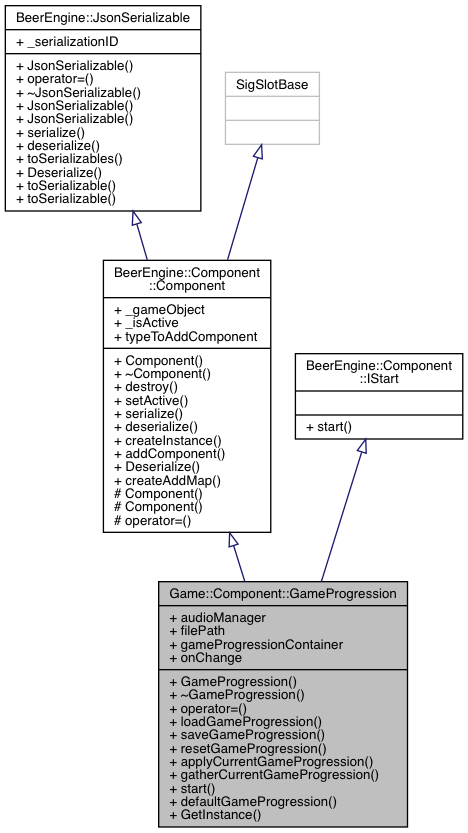 BeerEngine::JsonSerializable
+ _serializationID
+ JsonSerializable()
+ operator=()
+ ~JsonSerializable()
+ JsonSerializable()
+ JsonSerializable()
+ serialize()
+ deserialize()
+ toSerializables()
+ Deserialize()
+ toSerializable()
+ toSerializable()
SigSlotBase
BeerEngine::Component
::Component
+ _gameObject
+ _isActive
+ typeToAddComponent
+ Component()
+ ~Component()
+ destroy()
+ setActive()
+ serialize()
+ deserialize()
+ createInstance()
+ addComponent()
+ Deserialize()
+ createAddMap()
# Component()
# Component()
# operator=()
BeerEngine::Component
::IStart
+ start()
Game::Component::GameProgression
+ audioManager
+ filePath
+ gameProgressionContainer
+ onChange
+ GameProgression()
+ ~GameProgression()
+ operator=()
+ loadGameProgression()
+ saveGameProgression()
+ resetGameProgression()
+ applyCurrentGameProgression()
+ gatherCurrentGameProgression()
+ start()
+ defaultGameProgression()
+ GetInstance()